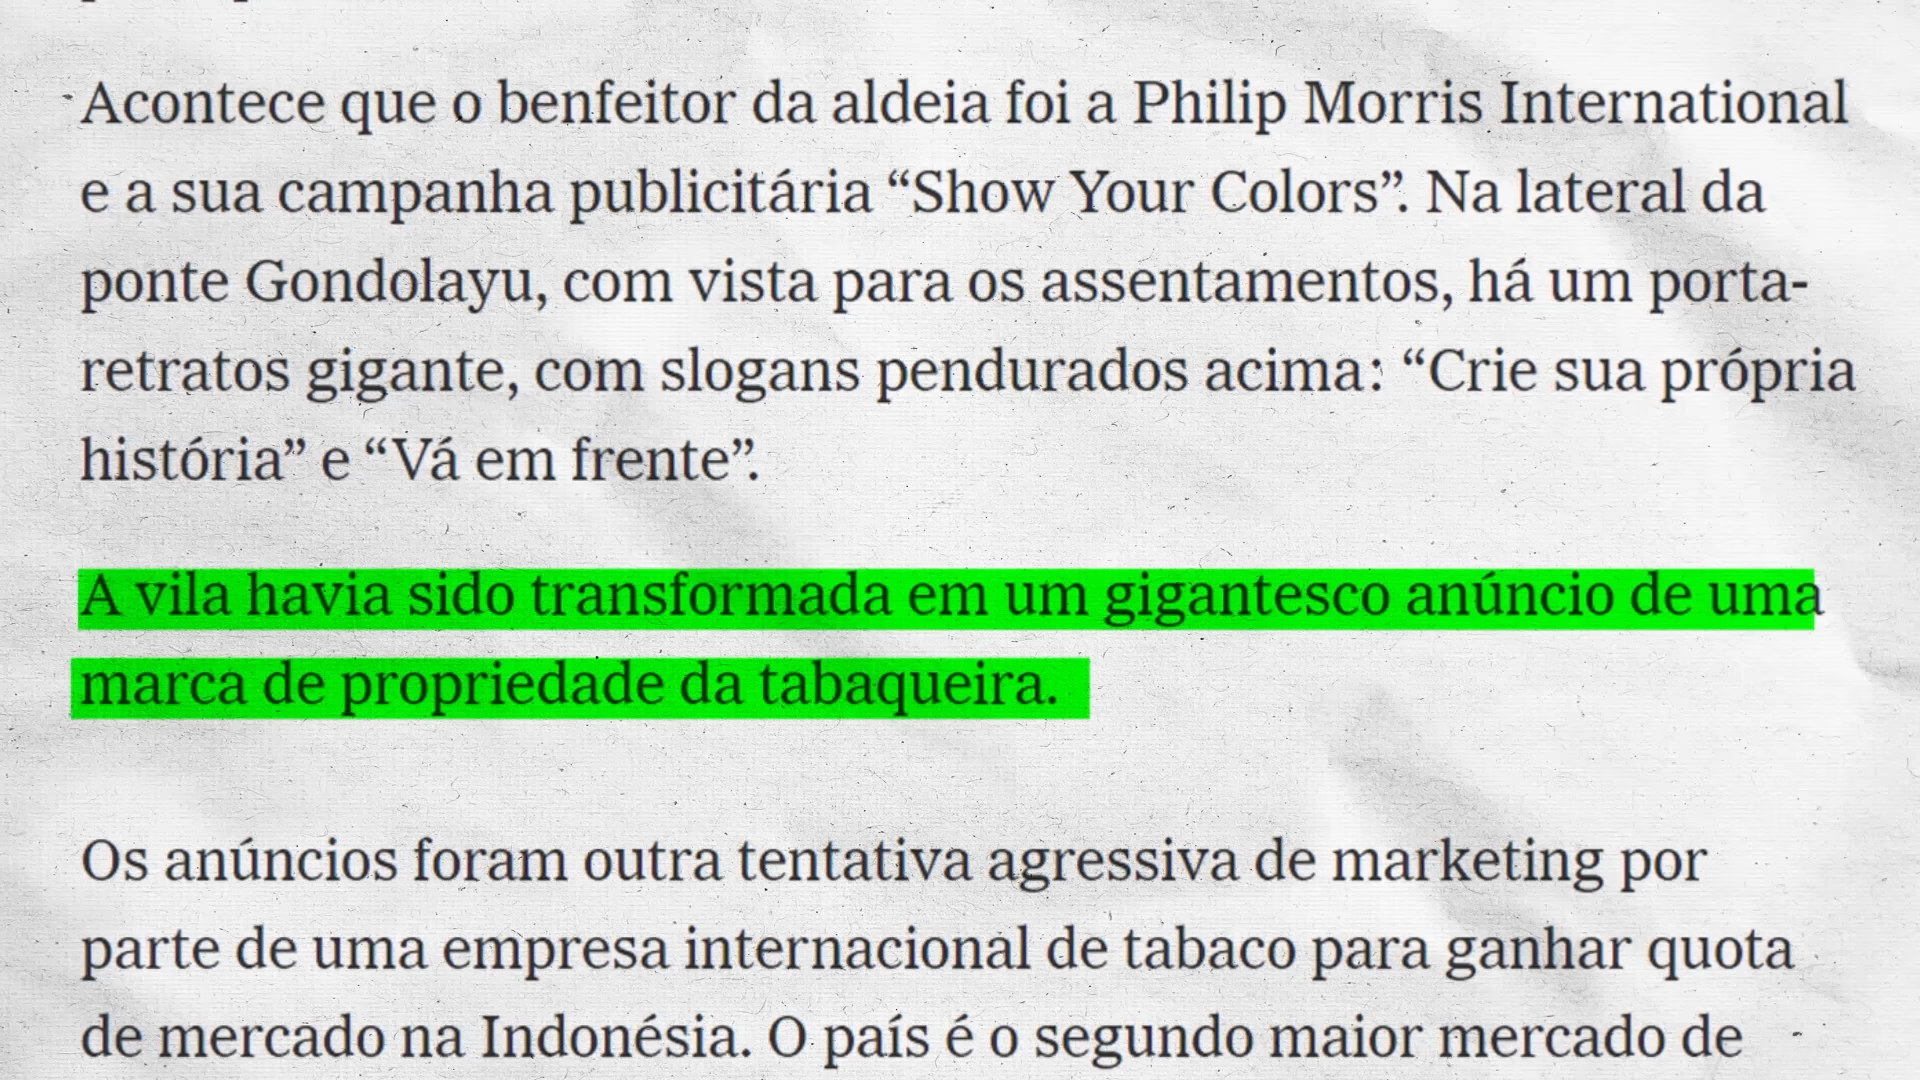 Acontece que o benfeitor da aldeia foi a Philip Morris International
e a sua campanha publicitária “Show Your Colors”. Na lateral da
ponte Gondolayu, com vista para os assentamentos, há um porta-
retratos gigante, com slogans pendurados acima: “Crie sua própria
história” e “Vá em frente”.
A vila havia sido transformada em um gigantesco anúncio de uma
marca de propriedade da tabaqueira.
Os anúncios foram outra tentativa agressiva de marketing por
parte de uma empresa internacional de tabaco para ganhar quota
de mercado na Indonésia. O país é o segundo maior mercado de